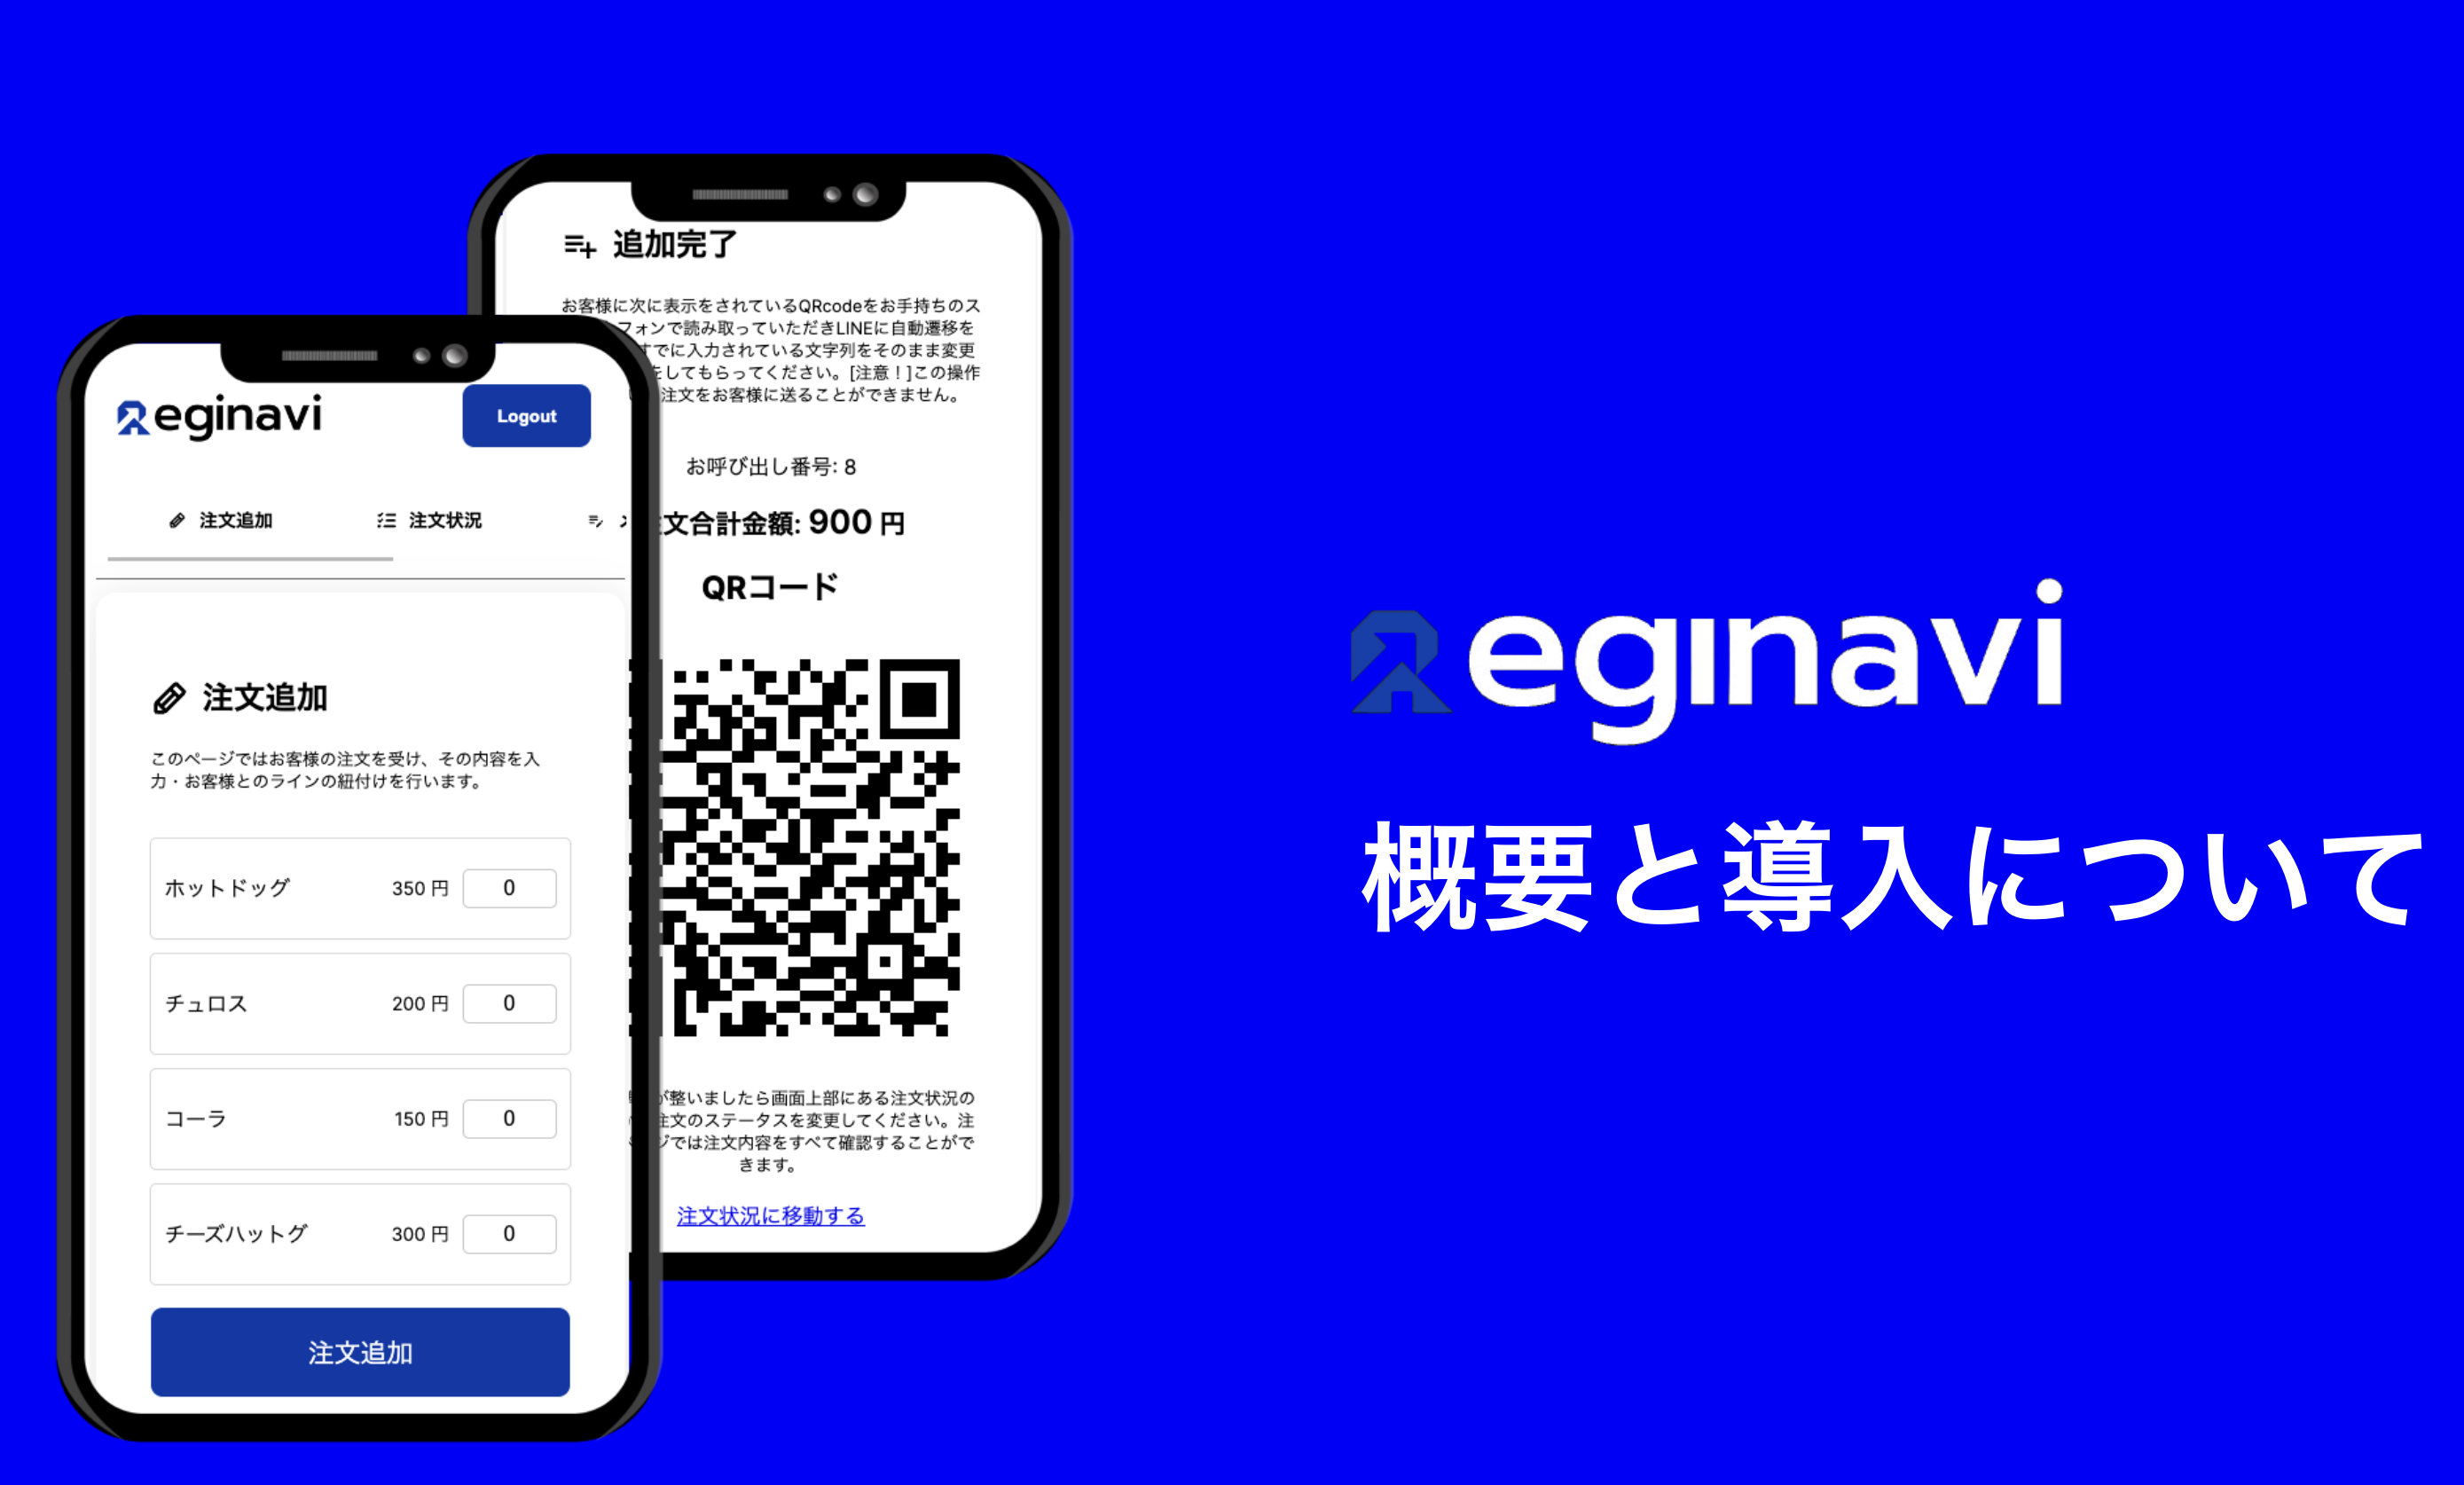 追加完了
お客様に次に表示をされているQRcodeをお手持ちのス
フォンで読み取っていただきLINEに自動遷移を
すでに入力されている文字列をそのまま変更
をしてもらってください。[注意！]この操作
注文をお客様に送ることができません。
お呼び出し番号: 8
文合計金額: 900 円
QRコード
が整いましたら画面上部にある注文状況の
注文のステータスを変更してください。注
ジでは注文内容をすべて確認することがで
きます。
注文状況に移動する
Reginavi
Logout
注文追加
注文状況
注文追加
このページではお客様の注文を受け、その内容を入
力・お客様とのラインの紐付けを行います。
ホットドッグ 350 円 0
チュロス 200 円 0
コーラ 150 円 0
チーズハットグ 300 円 0
注文追加
Reginavi
概要と導入について